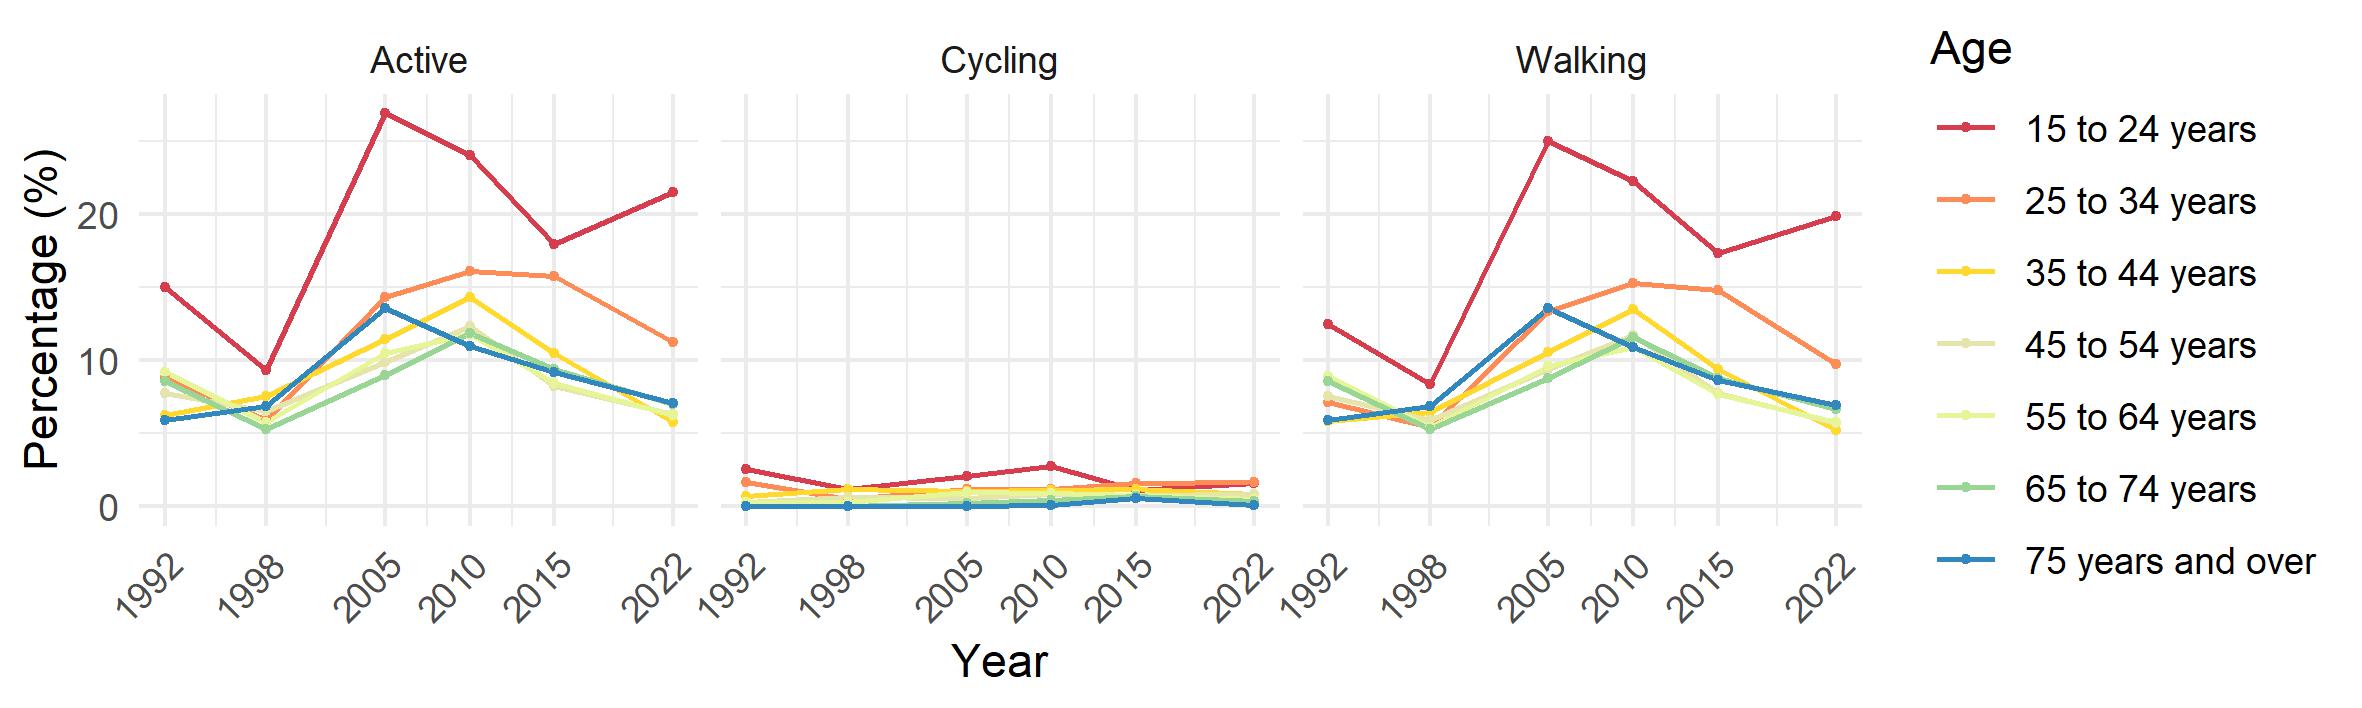 Active
Cycling
Walking
Percentage (%)
20
10
0
1992 1998 2005 2010 2015 2022
1992 1998 2005 2010 2015 2022
1992 1998 2005 2010 2015 2022
Year
Age
15 to 24 years
25 to 34 years
35 to 44 years
45 to 54 years
55 to 64 years
65 to 74 years
75 years and over